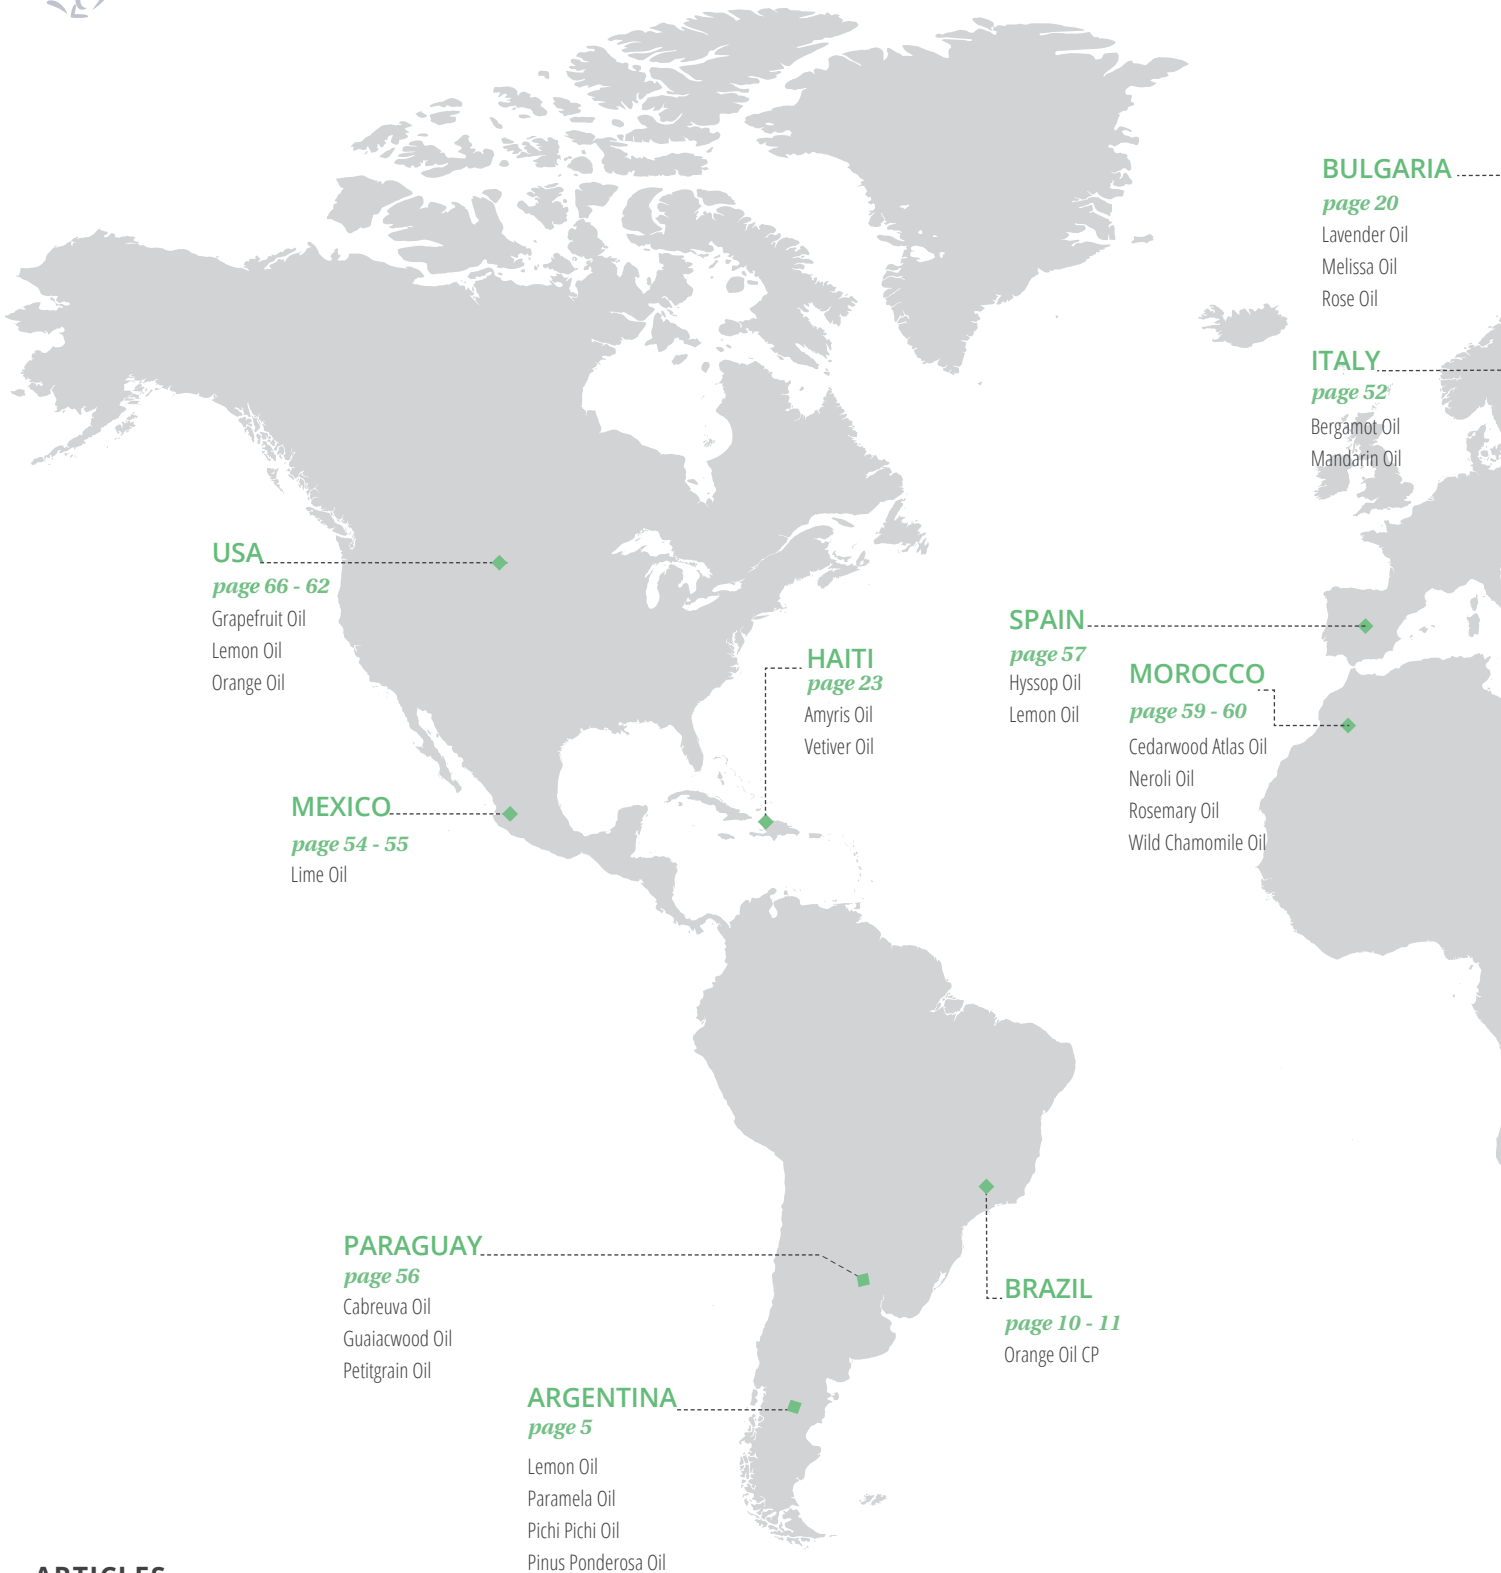 BULGARIA
page 20
Lavender Oil
Melissa Oil
Rose Oil
ITALY
page 52
Bergamot Oil
Mandarin Oil
USA
page 66 - 62
Grapefruit Oil
Lemon Oil
Orange Oil
HAITI
page 23
Amyris Oil
Vetiver Oil
SPAIN
page 57
Hyssop Oil
Lemon Oil
MOROCCO
page 59 - 60
Cedarwood Atlas Oil
Neroli Oil
Rosemary Oil
Wild Chamomile Oil
MEXICO
page 54 - 55
Lime Oil
PARAGUAY
page 56
Cabreuva Oil
Guaiacwood Oil
Petitgrain Oil
BRAZIL
page 10 - 11
Orange Oil CP
ARGENTINA
page 5
Lemon Oil
Paramela Oil
Pichi Pichi Oil
Pinus Ponderosa Oil
ARTICLES